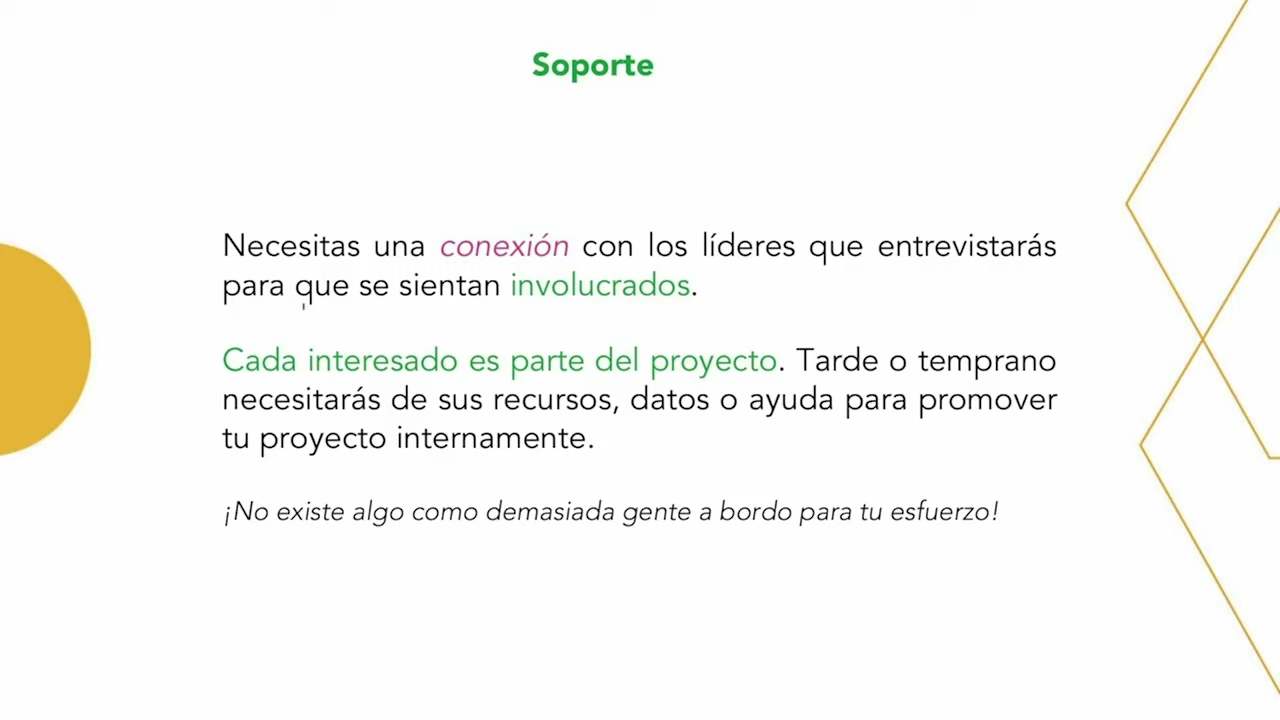 Soporte
Necesitas una conexión con los líderes que entrevistarás
para que se sientan involucrados.
Cada interesado es parte del proyecto. Tarde o temprano
necesitarás de sus recursos, datos o ayuda para promover
tu proyecto internamente.
¡No existe algo como demasiada gente a bordo para tu esfuerzo!